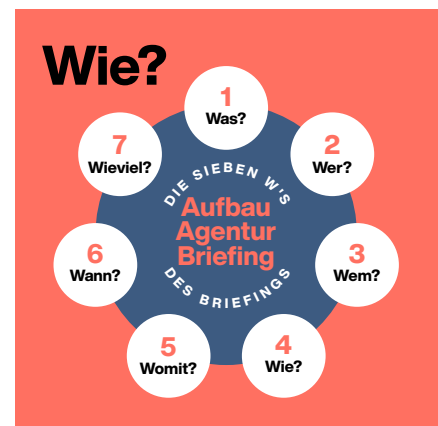 Wie?
1
Was?
2
Wer?
3
Wem?
4
Wie?
5
Womit?
6
Wann?
7
Wieviel?
DIE SIEBEN W'S
Aufbau
Agentur
Briefing
DES BRIEFINGS